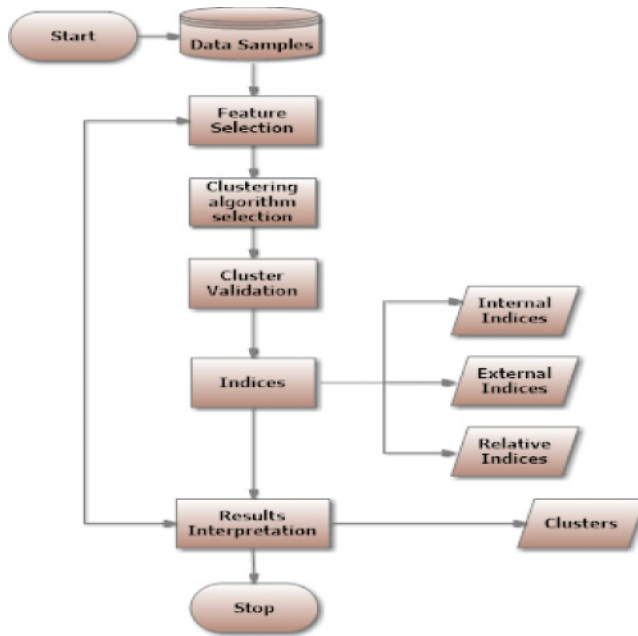 Start
Data Samples
Feature
Selection
Clustering
algorithm
selection
Cluster
Validation
Internal
Indices
Indices
External
Indices
Relative
Indices
Results
Interpretation
Clusters
Stop